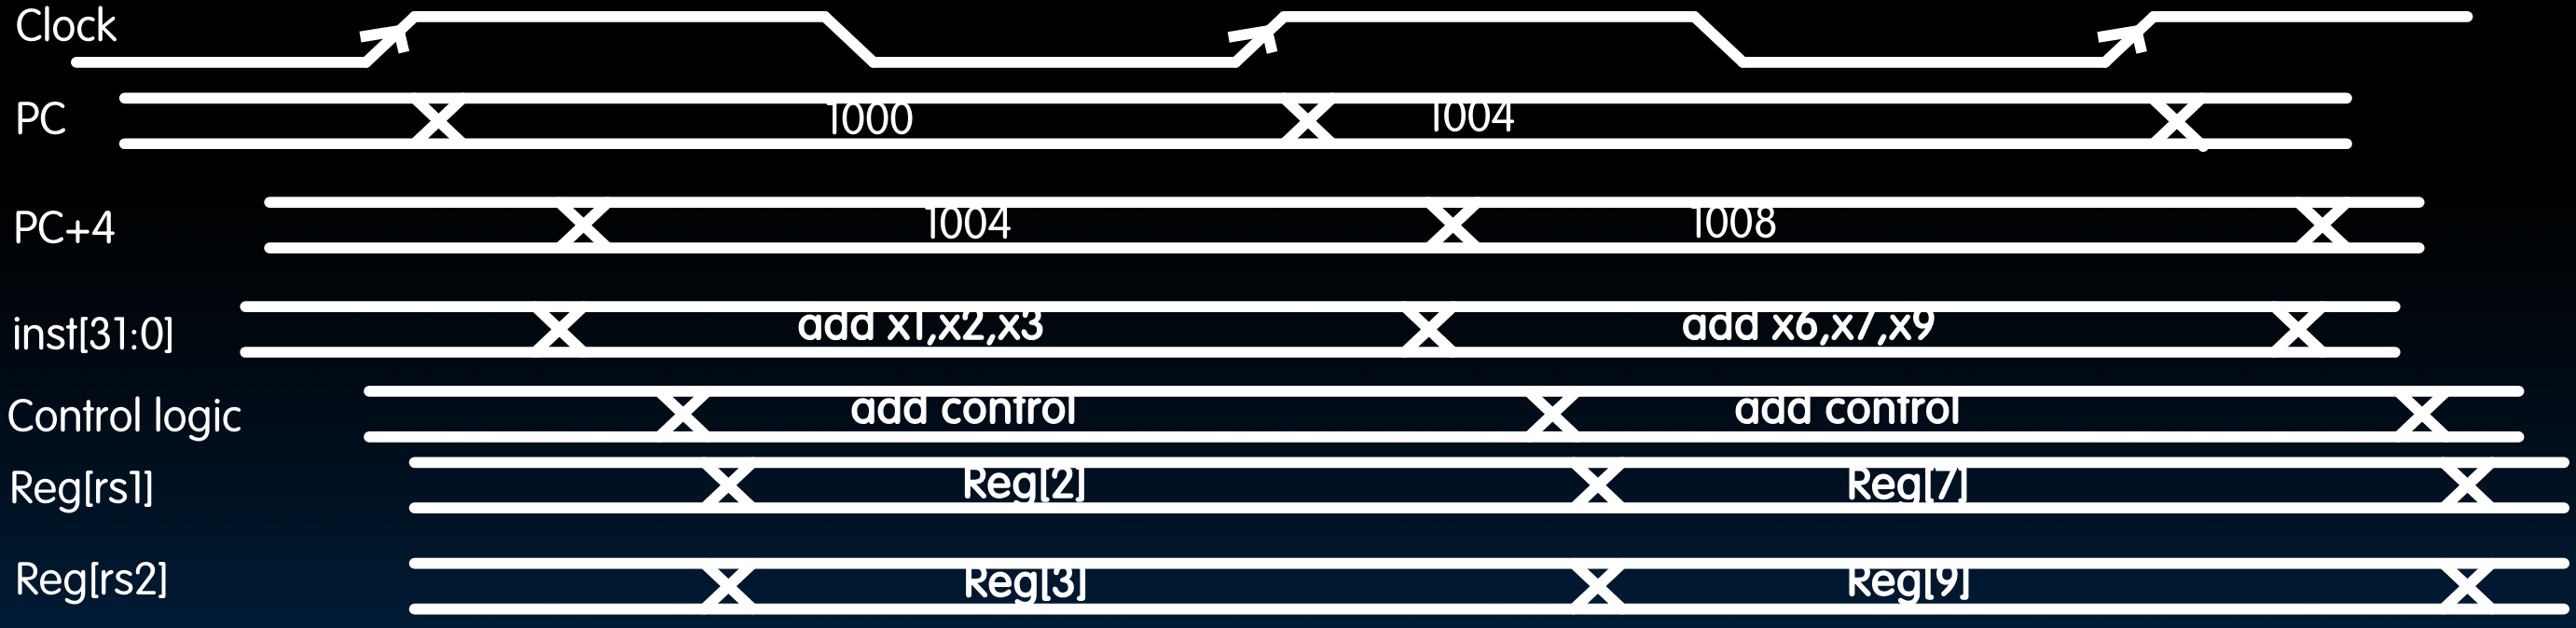 Clock
PC 1000 1004
PC+4 1004 1008
inst[31:0] add x1,x2,x3 add x6,x7,x9
Control logic add control add control
Reg[rs1] Reg[2] Reg[7]
Reg[rs2] Reg[3] Reg[9]